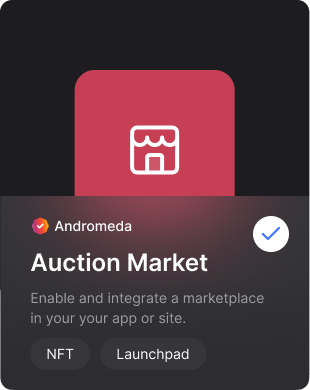 Andromeda
Auction Market
Enable and integrate a marketplace
in your your app or site.
NFT
Launchpad